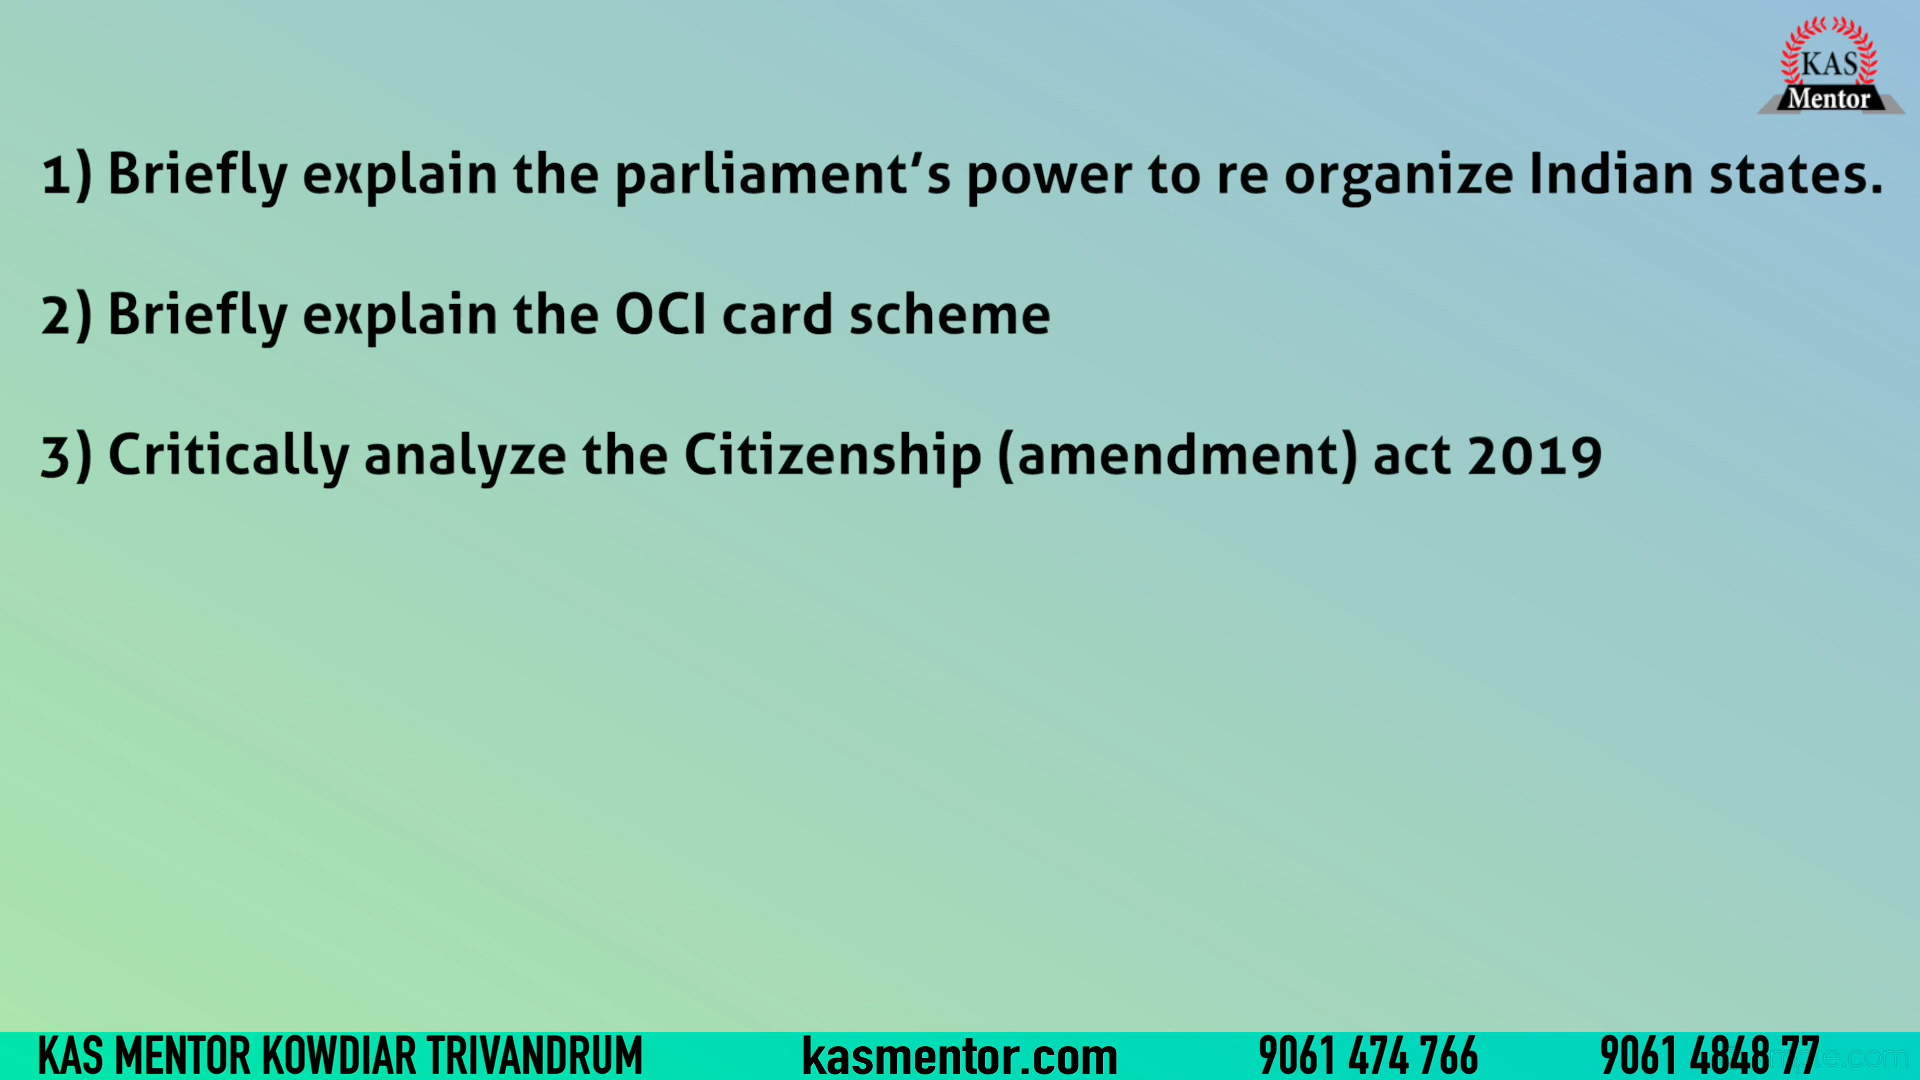 KAS
Mentor
1) Briefly explain the parliament’s power to re organize Indian states.
2) Briefly explain the OCI card scheme
3) Critically analyze the Citizenship (amendment) act 2019
KAS MENTOR KOWDIAR TRIVANDRUM kasmentor.com 9061 474 766 9061 4848 77